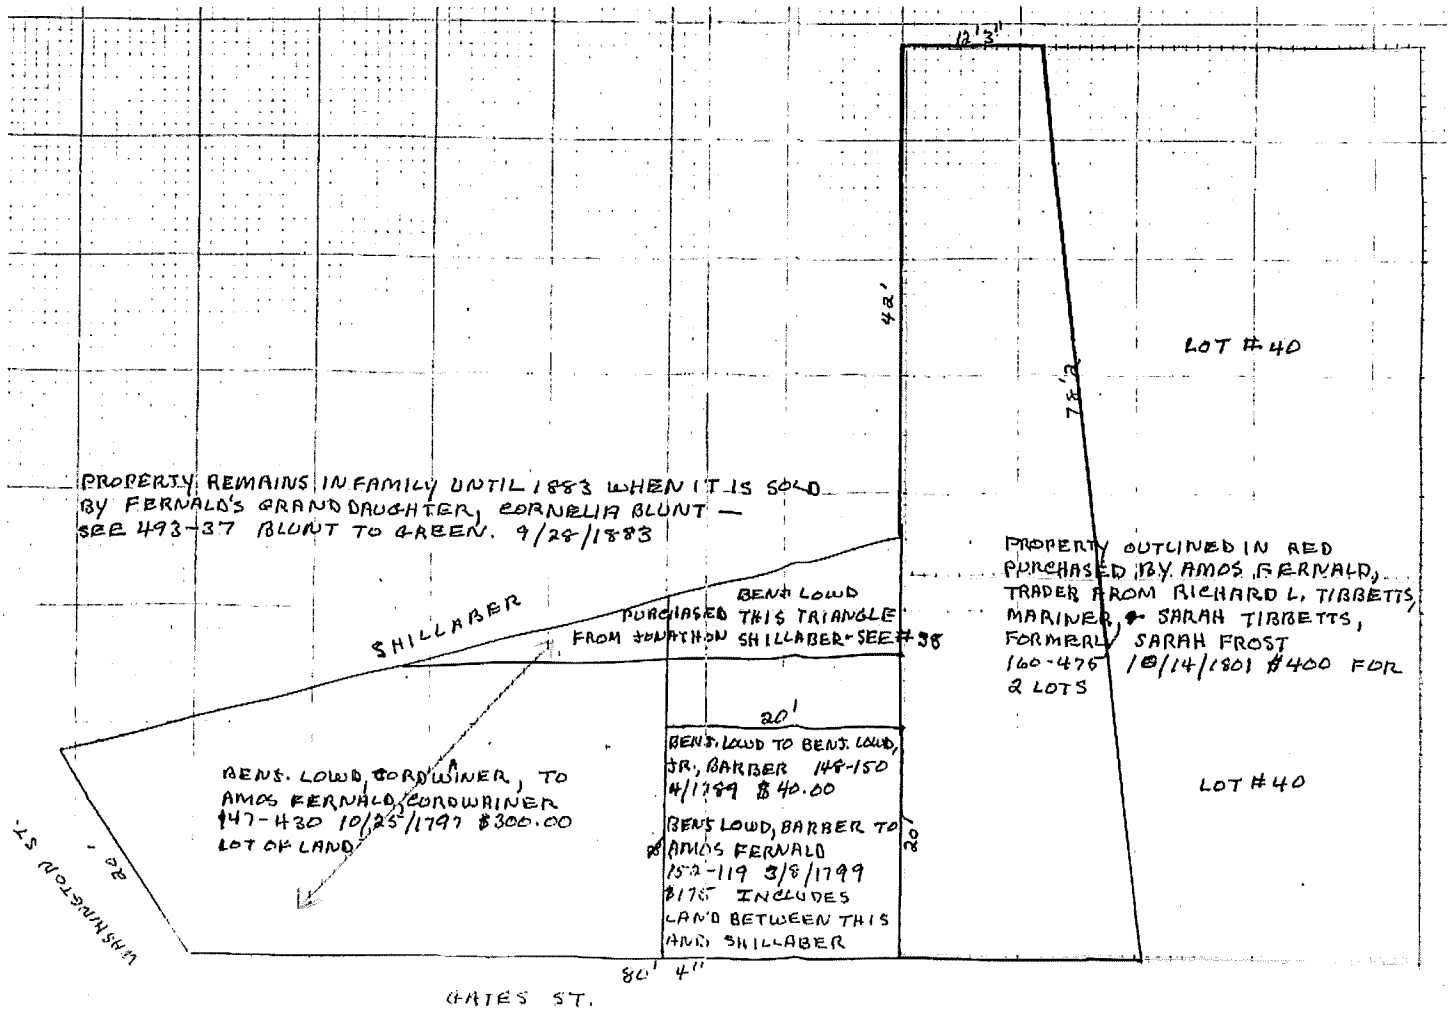 12'3"
42'
78'2
LOT #40
PROPERTY REMAINS IN FAMILY UNTIL 1883 WHEN IT IS SOLD
BY FERNALD'S GRANDDAUGHTER, CORNELIA BLUNT —
SEE 493-37 BLUNT TO GREEN. 9/28/1883
PROPERTY OUTLINED IN RED
PURCHASED BY AMOS FERNALD,
TRADER FROM RICHARD L. TIBBETTS,
MARINER, & SARAH TIBBETTS,
FORMERLY SARAH FROST
160-475 10/14/1801 $400 FOR
2 LOTS
SHILLABER
BENJ. LOWD
PURCHASED THIS TRIANGLE
FROM JONATHON SHILLABER-SEE #38
20'
BENJ. LOWD TO BENJ. LOWD,
JR., BARBER 148-150
4/1789 $40.00
BENJ LOWD, BARBER TO
AMOS FERNALD
152-119 3/8/1799
$175 INCLUDES
LAND BETWEEN THIS
AND SHILLABER
20'
LOT #40
BENJ. LOWD, CORDWAINER, TO
AMOS FERNALD, CORDWAINER
147-430 10/25/1797 $300.00
LOT OF LAND
20'
WASHINGTON ST.
80' 4"
GATES ST.